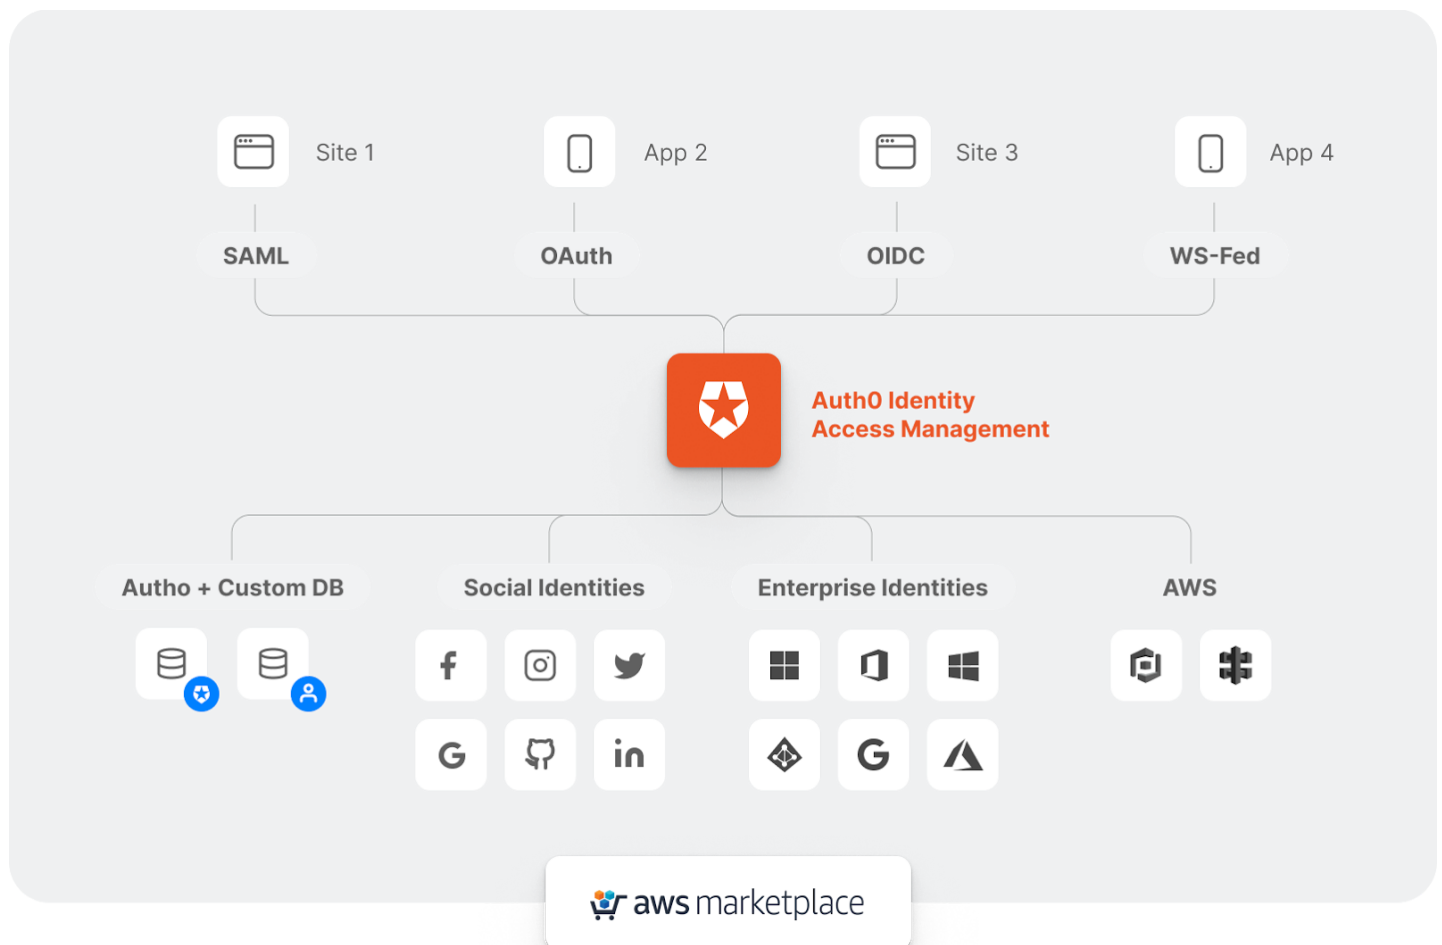 Site 1
App 2
Site 3
App 4
SAML
OAuth
OIDC
WS-Fed
Auth0 Identity
Access Management
Autho + Custom DB
Social Identities
Enterprise Identities
AWS
aws marketplace